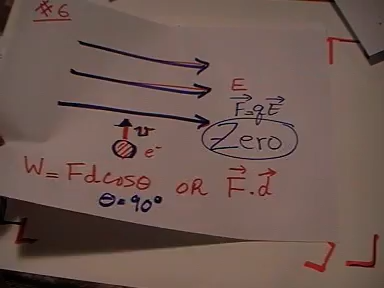 #6
E
F=qE
Zero
v
e-
W=Fdcosθ OR F.d
θ=90°